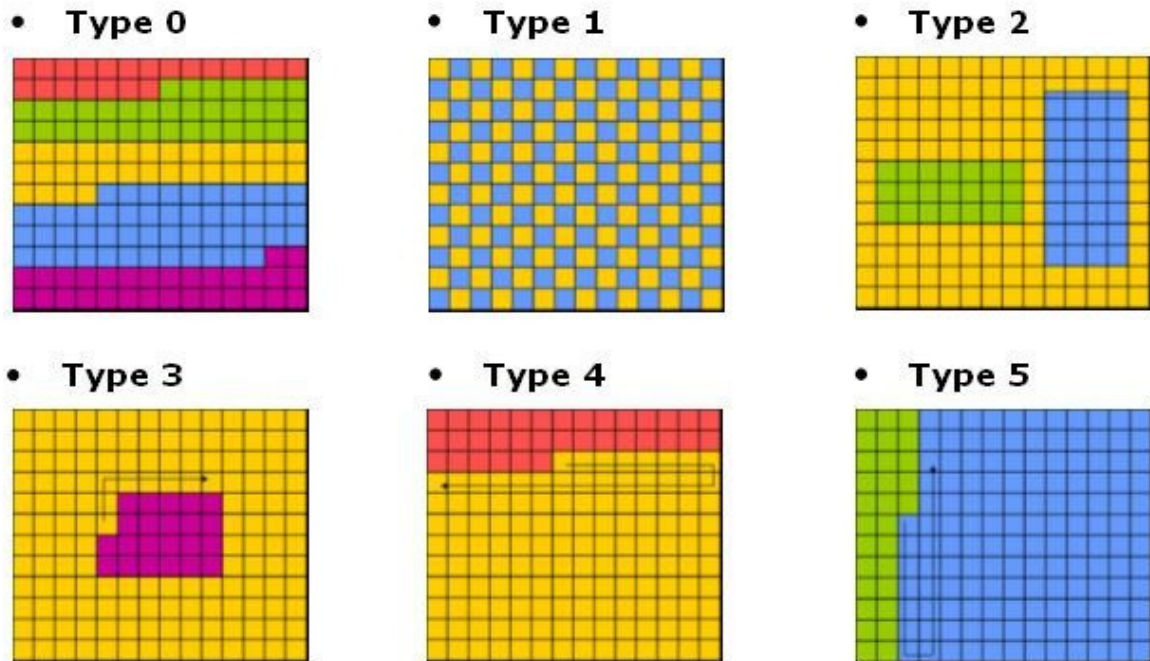 • Type 0
• Type 1
• Type 2
• Type 3
• Type 4
• Type 5